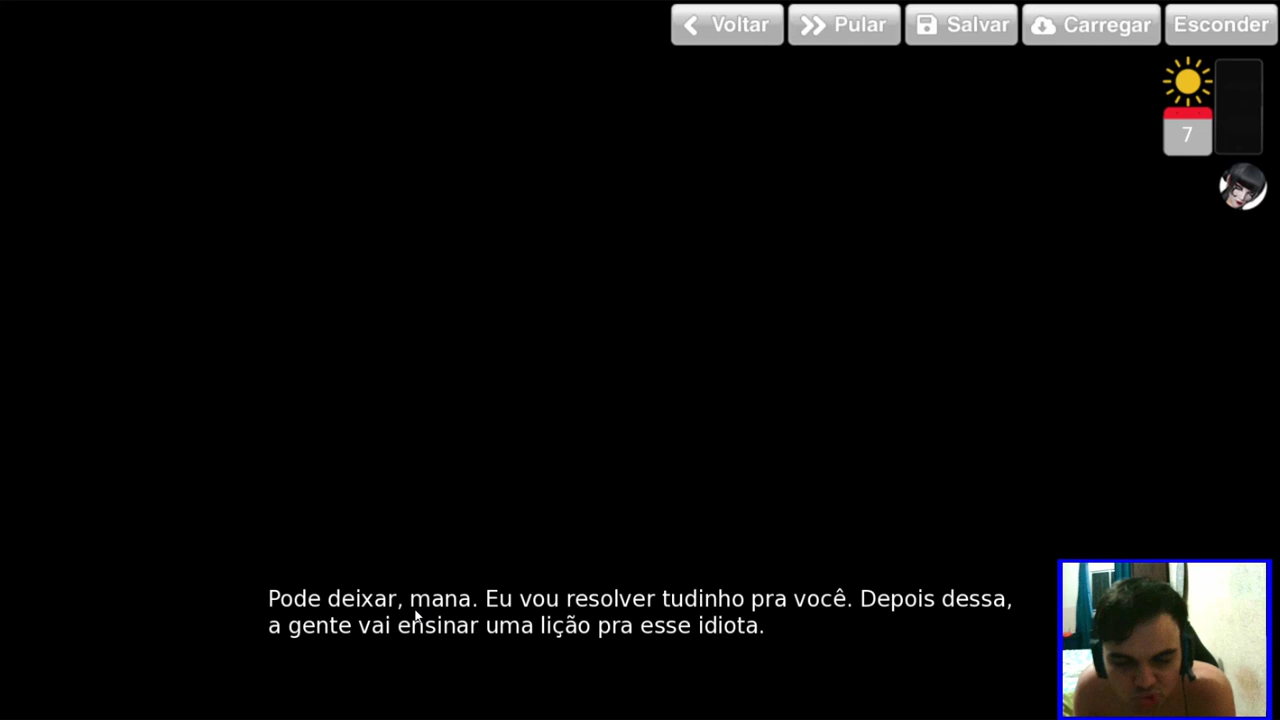 Voltar Pular Salvar Carregar Esconder
7
Pode deixar, mana. Eu vou resolver tudinho pra você. Depois dessa,
a gente vai ensinar uma lição pra esse idiota.